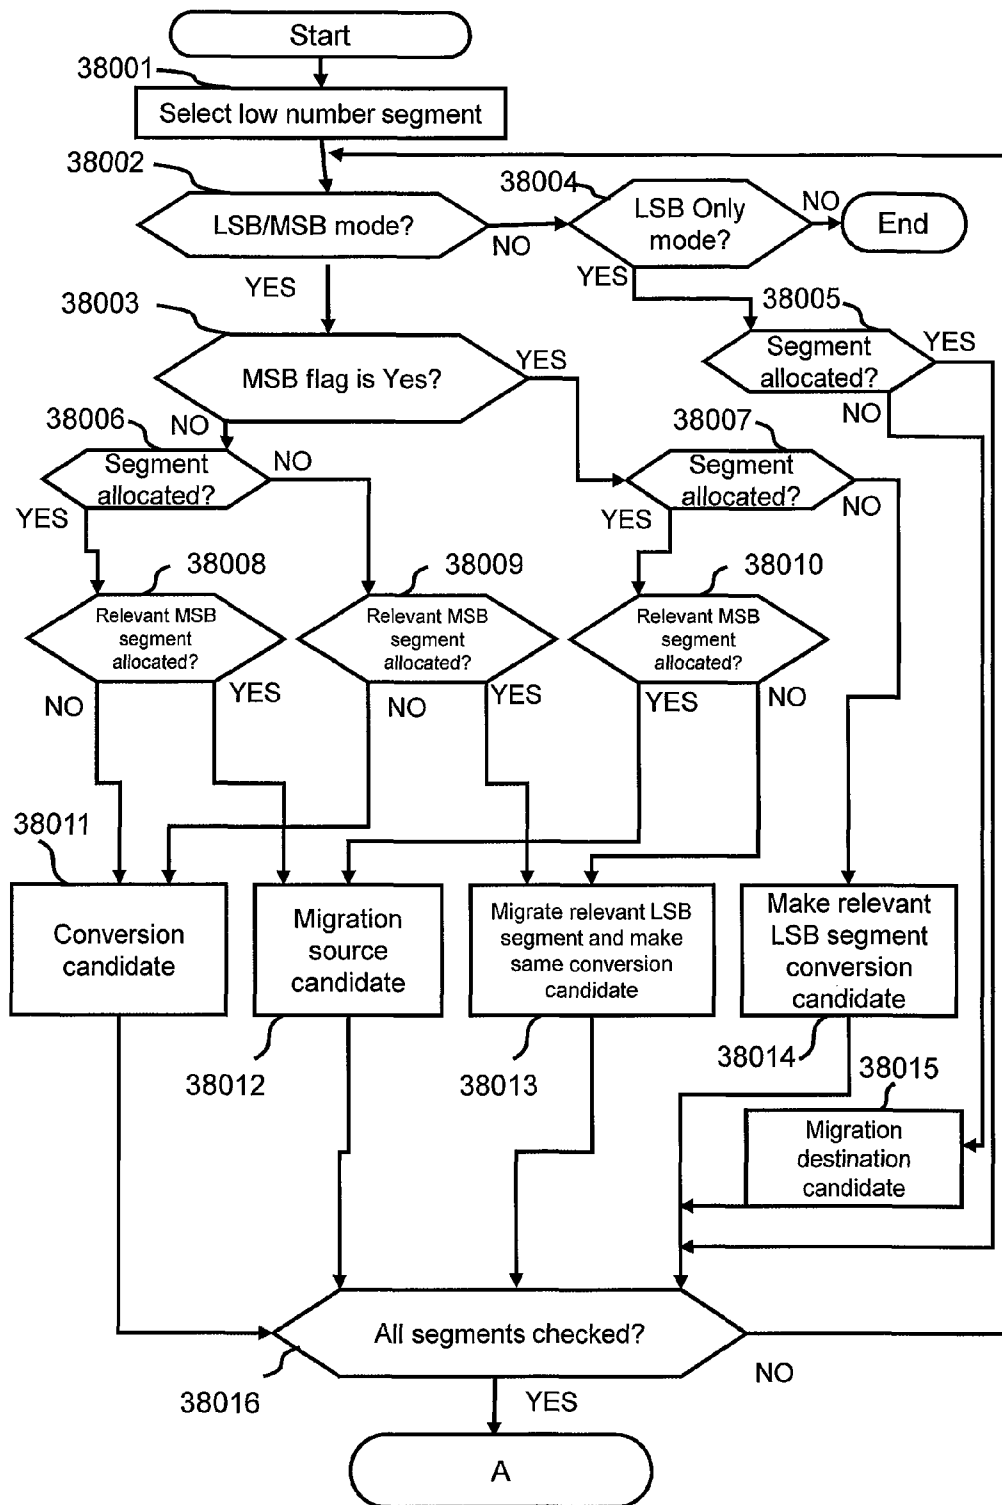 Start
38001
Select low number segment
38002
LSB/MSB mode?
NO
38004
LSB Only
mode?
NO
End
YES
YES
38003
MSB flag is Yes?
YES
NO
38005
Segment
allocated?
YES
NO
38006
Segment
allocated?
NO
YES
38007
Segment
allocated?
NO
YES
38008
Relevant MSB
segment
allocated?
NO
YES
38009
Relevant MSB
segment
allocated?
NO
YES
38010
Relevant MSB
segment
allocated?
YES
NO
38011
Conversion
candidate
Migration
source
candidate
38012
Migrate relevant LSB
segment and make
same conversion
candidate
38013
Make relevant
LSB segment
conversion
candidate
38014
38015
Migration
destination
candidate
All segments checked?
38016
NO
YES
A